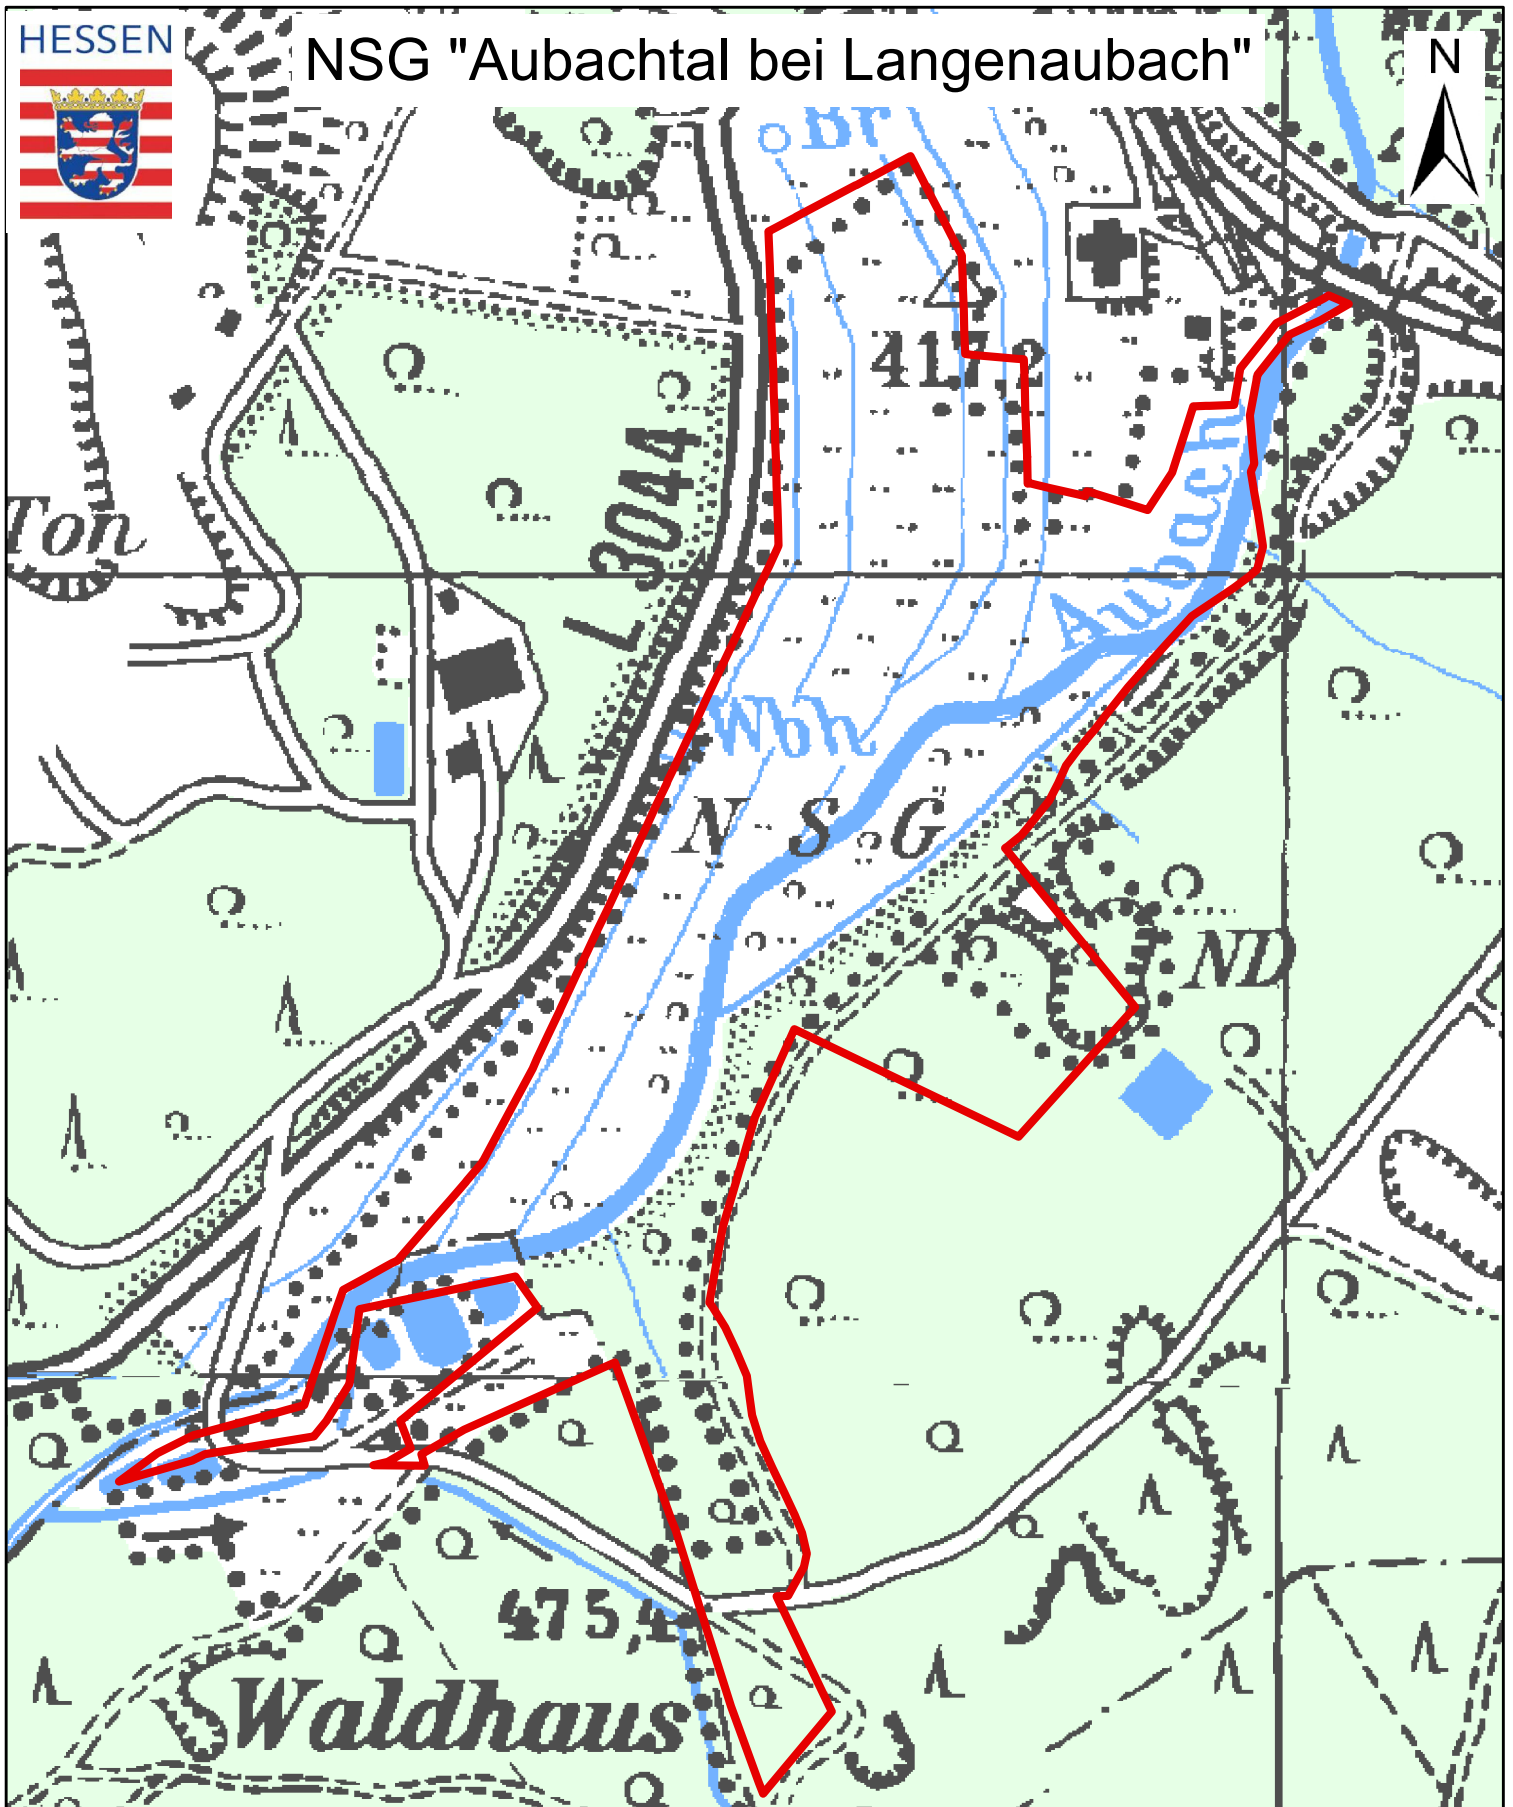 HESSEN
NSG "Aubachtal bei Langenaubach"
N
Br
417 2
L 3044
Ton
Aubach
Wbh
N S G
ND
475,4
Waldhaus